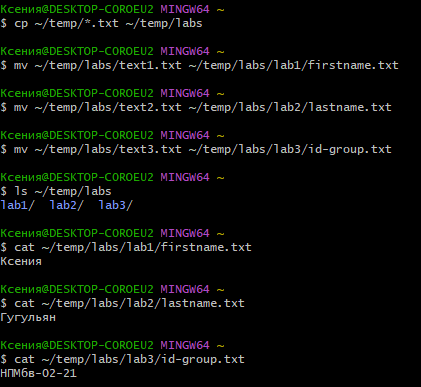 Ксения@DESKTOP-COROEU2 MINGW64 ~
$ cp ~/temp/*.txt ~/temp/labs
Ксения@DESKTOP-COROEU2 MINGW64 ~
$ mv ~/temp/labs/text1.txt ~/temp/labs/lab1/firstname.txt
Ксения@DESKTOP-COROEU2 MINGW64 ~
$ mv ~/temp/labs/text2.txt ~/temp/labs/lab2/lastname.txt
Ксения@DESKTOP-COROEU2 MINGW64 ~
$ mv ~/temp/labs/text3.txt ~/temp/labs/lab3/id-group.txt
Ксения@DESKTOP-COROEU2 MINGW64 ~
$ ls ~/temp/labs
lab1/  lab2/  lab3/
Ксения@DESKTOP-COROEU2 MINGW64 ~
$ cat ~/temp/labs/lab1/firstname.txt
Ксения
Ксения@DESKTOP-COROEU2 MINGW64 ~
$ cat ~/temp/labs/lab2/lastname.txt
Гугульян
Ксения@DESKTOP-COROEU2 MINGW64 ~
$ cat ~/temp/labs/lab3/id-group.txt
НПМбв-02-21